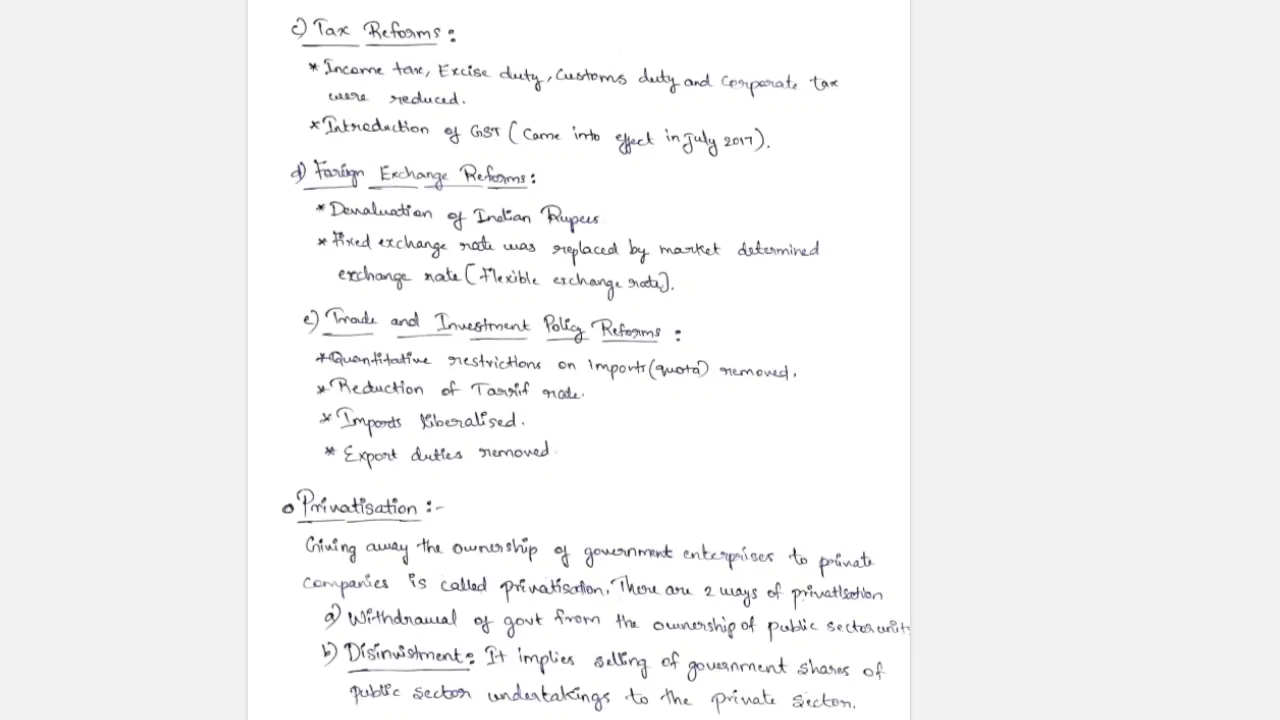 c) Tax Reforms :
* Income tax, Excise duty, Customs duty and corporate tax
were reduced.
* Introduction of GST (Came into effect in July 2017).
d) Foreign Exchange Reforms :
* Devaluation of Indian Rupees
* Fixed exchange rate was replaced by market determined
exchange rate (Flexible exchange rate).
e) Trade and Investment Policy Reforms :
* Quantitative restrictions on Imports (quota) removed.
* Reduction of Tarrif rate.
* Imports liberalised.
* Export duties removed.
Privatisation :-
Giving away the ownership of government enterprises to private
companies is called privatisation. There are 2 ways of privatisation
a) Withdrawal of govt from the ownership of public sector units
b) Disinvistment : It implies selling of government shares of
public sector undertakings to the private sector.